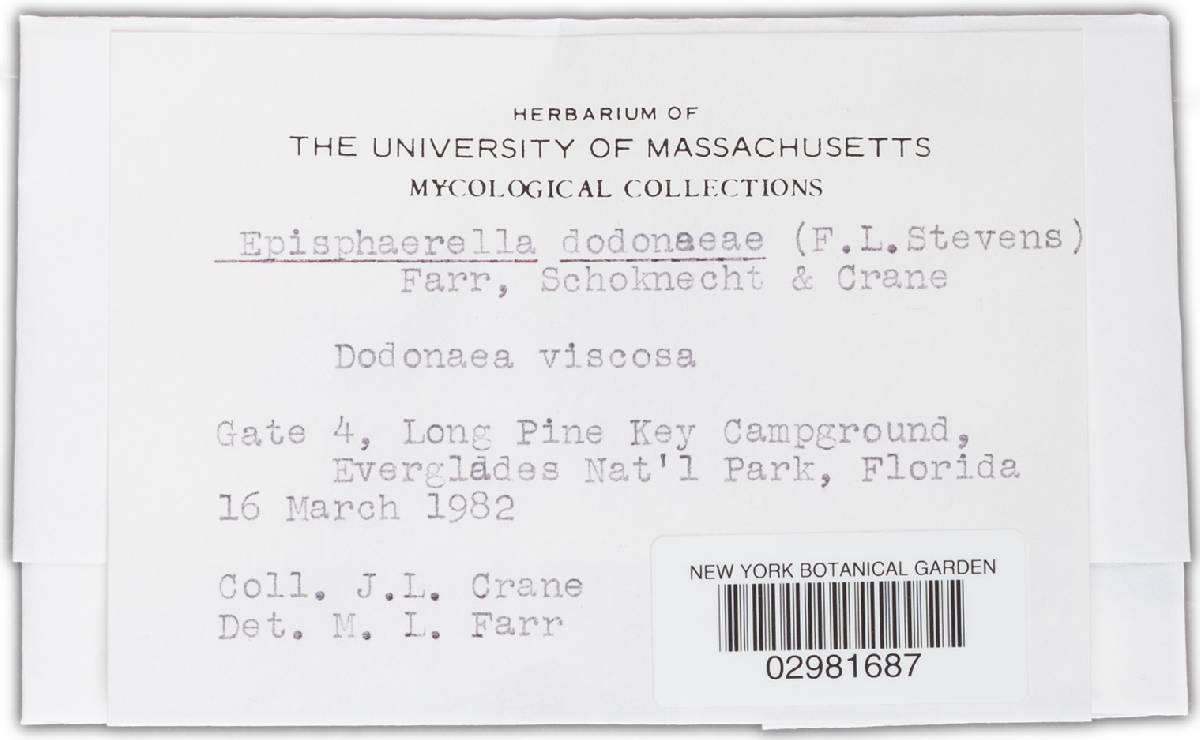 HERBARIUM OF
THE UNIVERSITY OF MASSACHUSETTS
MYCOLOGICAL COLLECTIONS
Episphaerella dodonaeae (F.L.Stevens)
Farr, Schoknecht & Crane
Dodonaea viscosa
Gate 4, Long Pine Key Campground,
Everglades Nat'l Park, Florida
16 March 1982
Coll. J.L. Crane
Det. M. L. Farr
NEW YORK BOTANICAL GARDEN
02981687